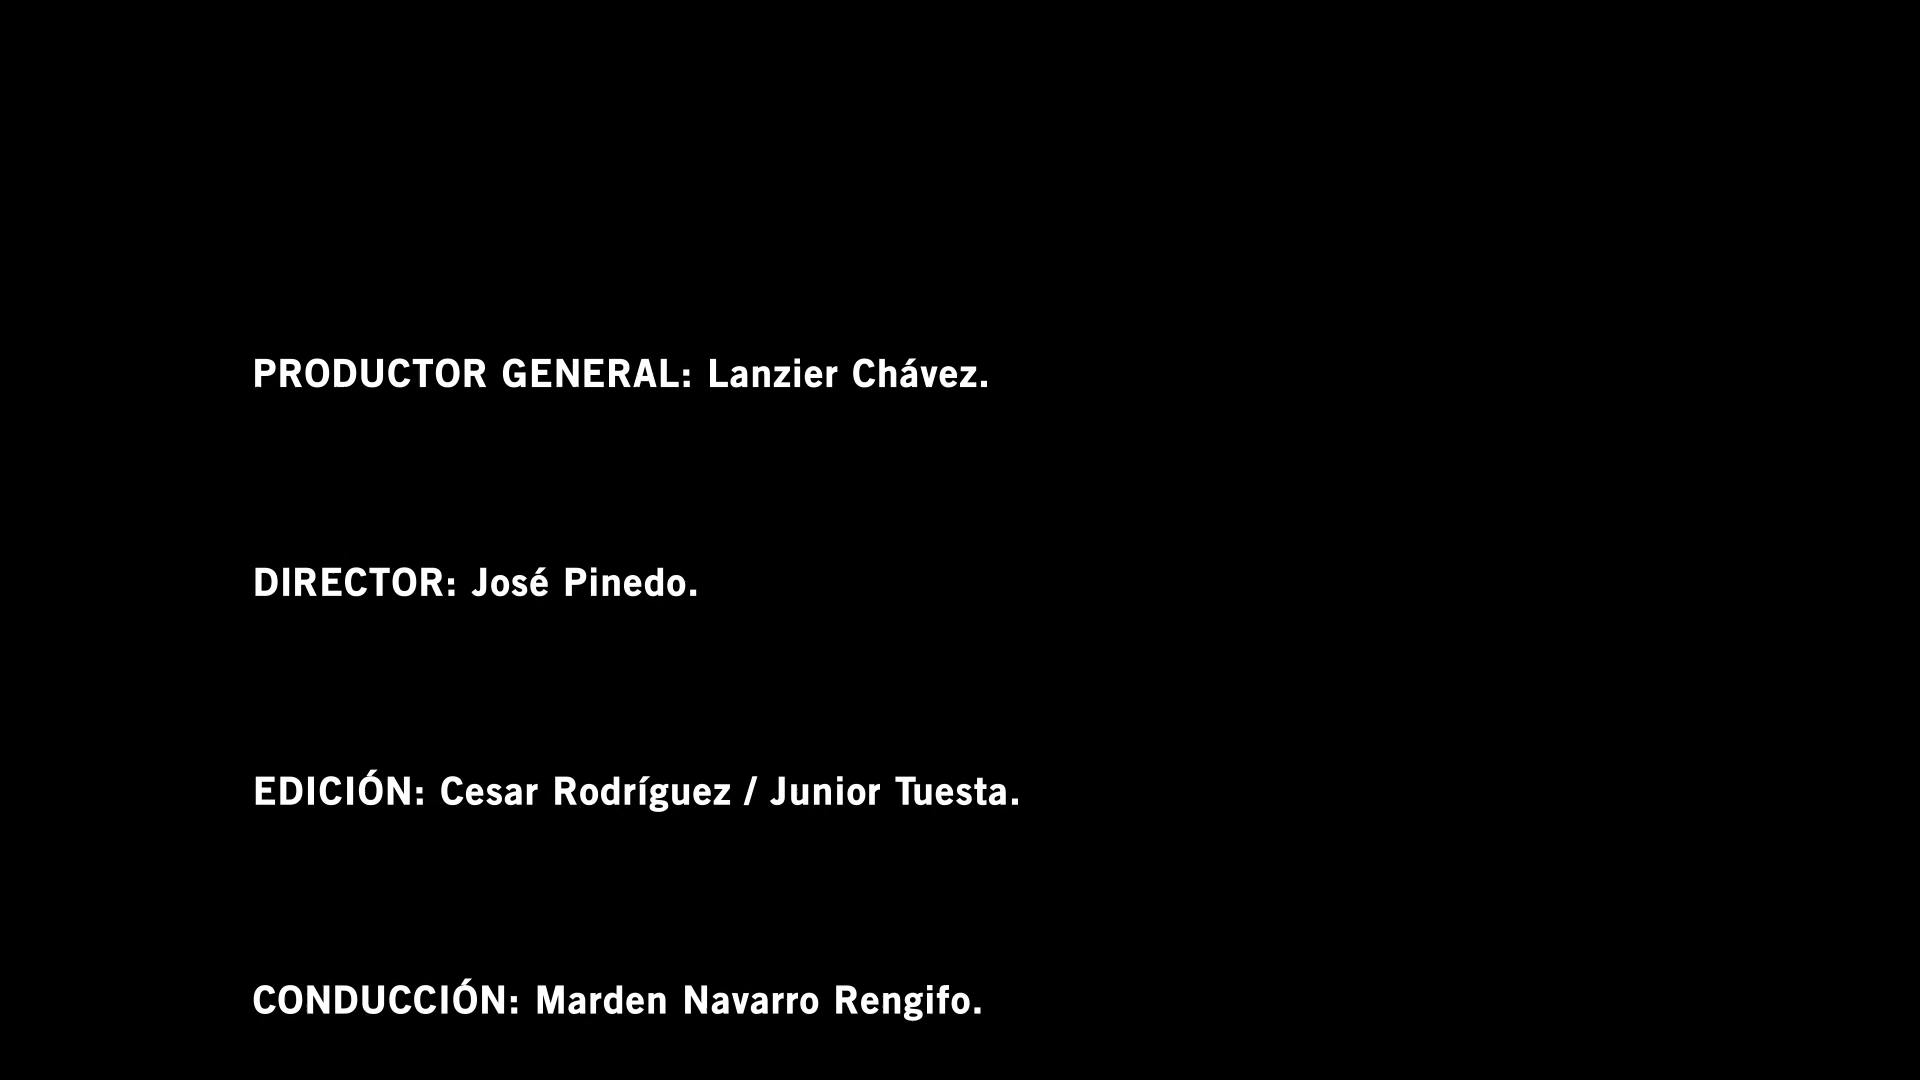 PRODUCTOR GENERAL: Lanzier Chávez.
DIRECTOR: José Pinedo.
EDICIÓN: Cesar Rodríguez / Junior Tuesta.
CONDUCCIÓN: Marden Navarro Rengifo.